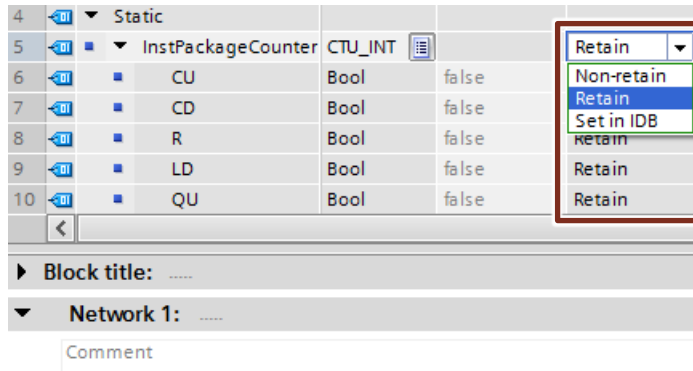 4 Static
5 InstPackageCounter CTU_INT Retain
Non-retain
6 CU Bool false
Retain
7 CD Bool false
Set in IDB
8 R Bool false Retain
9 LD Bool false Retain
10 QU Bool false Retain
Block title: .....
Network 1: .....
Comment